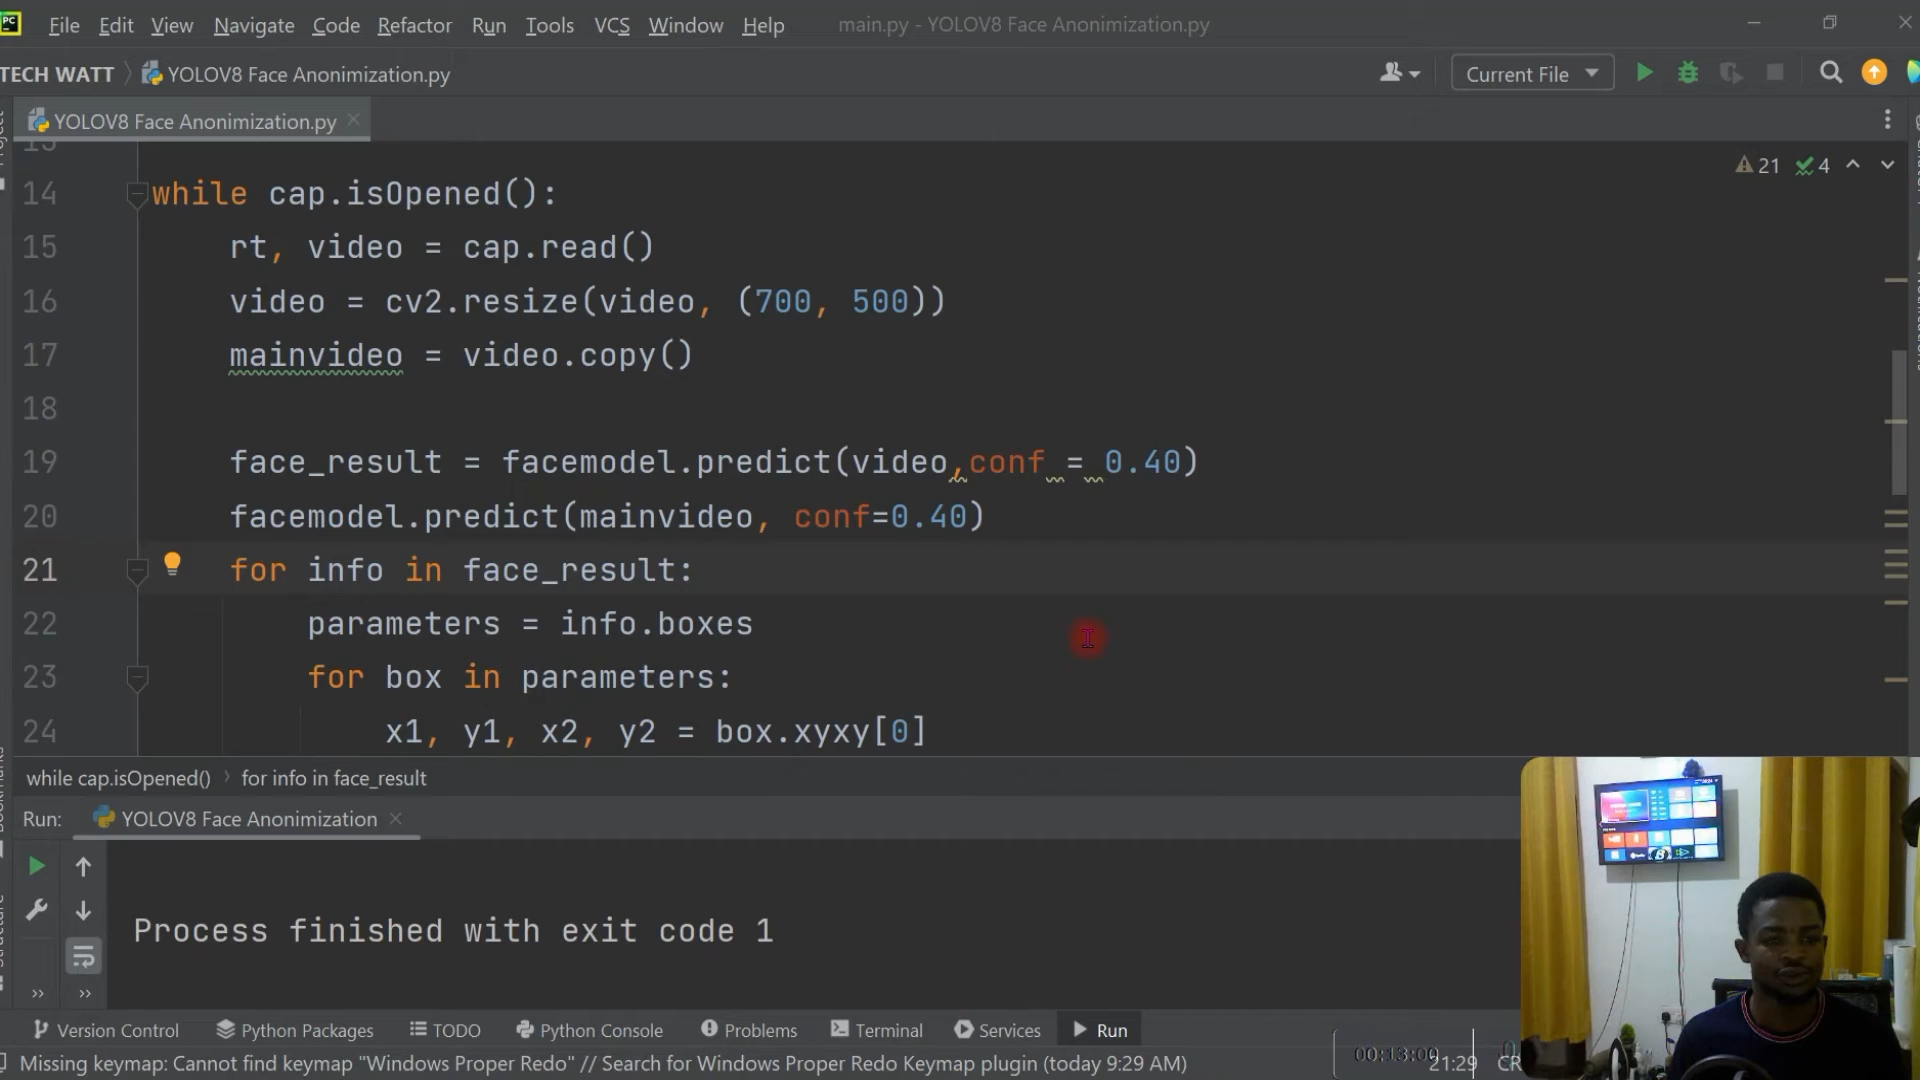 PC File Edit View Navigate Code Refactor Run Tools VCS Window Help main.py - YOLOV8 Face Anonimization.py
TECH WATT YOLOV8 Face Anonimization.py Current File
YOLOV8 Face Anonimization.py
21 4
14 while cap.isOpened():
15 rt, video = cap.read()
16 video = cv2.resize(video, (700, 500))
17 mainvideo = video.copy()
18
19 face_result = facemodel.predict(video,conf = 0.40)
20 facemodel.predict(mainvideo, conf=0.40)
21 for info in face_result:
22 parameters = info.boxes
23 for box in parameters:
24 x1, y1, x2, y2 = box.xyxy[0]
while cap.isOpened() for info in face_result
Run: YOLOV8 Face Anonimization
Process finished with exit code 1
Version Control Python Packages TODO Python Console Problems Terminal Services Run
Missing keymap: Cannot find keymap "Windows Proper Redo" // Search for Windows Proper Redo Keymap plugin (today 9:29 AM) 00:13:00 21:29